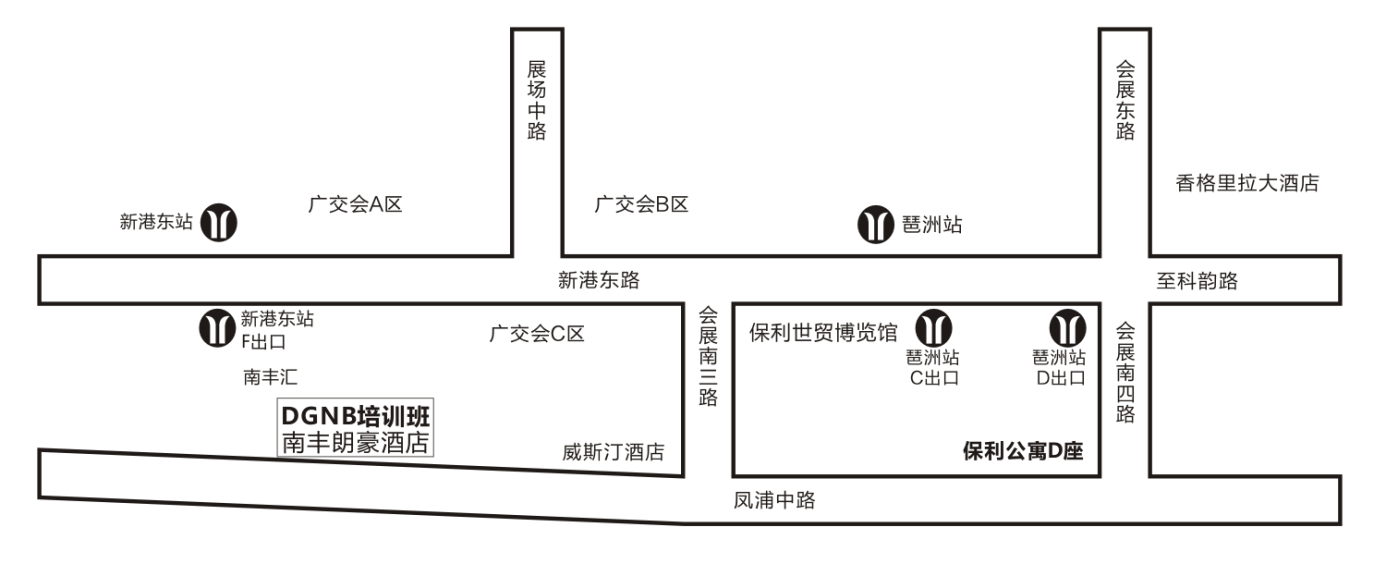 展场中路
会展东路
香格里拉大酒店
广交会A区
广交会B区
新港东站
琶洲站
新港东路
至科韵路
新港东站
F出口
广交会C区
会展南三路
保利世贸博览馆
琶洲站
C出口
琶洲站
D出口
会展南四路
南丰汇
DGNB培训班
南丰朗豪酒店
威斯汀酒店
保利公寓D座
凤浦中路